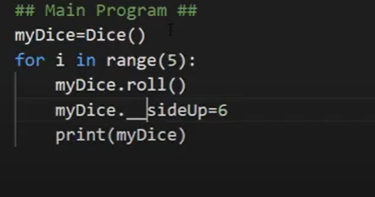 ## Main Program ##
myDice=Dice()
for i in range(5):
    myDice.roll()
    myDice.__sideUp=6
    print(myDice)